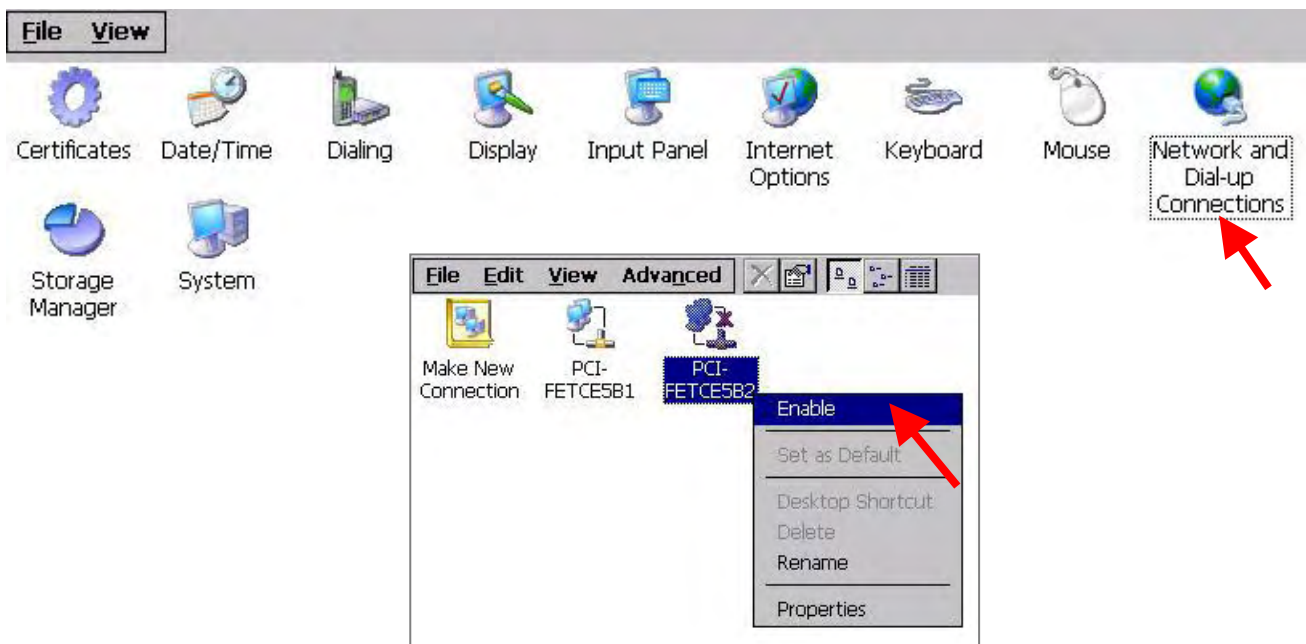 File View
Certificates Date/Time Dialing Display Input Panel Internet Options Keyboard Mouse Network and Dial-up Connections
Storage Manager System
File Edit View Advanced
Make New Connection PCI-FETCE5B1 PCI-FETCE5B2
Enable
Set as Default
Desktop Shortcut
Delete
Rename
Properties